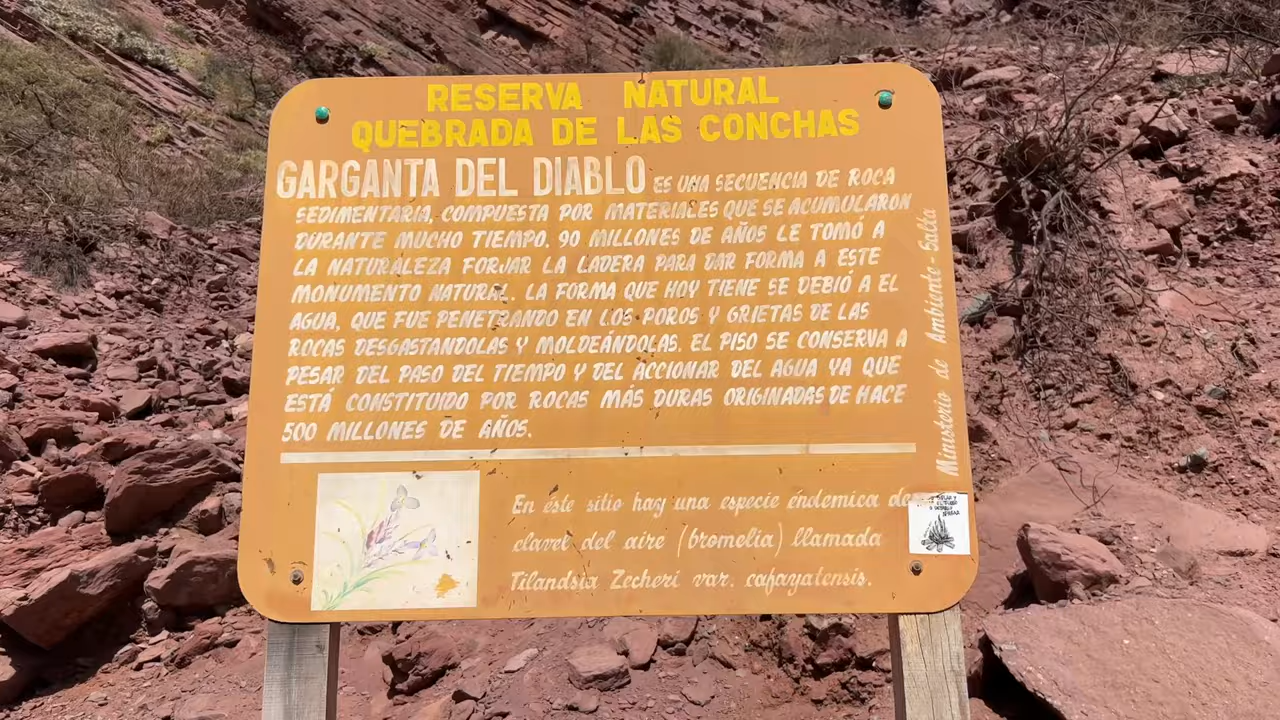 RESERVA NATURAL
QUEBRADA DE LAS CONCHAS
GARGANTA DEL DIABLO ES UNA SECUENCIA DE ROCA
SEDIMENTARIA, COMPUESTA POR MATERIALES QUE SE ACUMULARON
DURANTE MUCHO TIEMPO. 90 MILLONES DE AÑOS LE TOMÓ A
LA NATURALEZA FORJAR LA LADERA PARA DAR FORMA A ESTE
MONUMENTO NATURAL. LA FORMA QUE HOY TIENE SE DEBIÓ A EL
AGUA, QUE FUE PENETRANDO EN LOS POROS Y GRIETAS DE LAS
ROCAS DESGASTANDOLAS Y MOLDEÁNDOLAS. EL PISO SE CONSERVA A
PESAR DEL PASO DEL TIEMPO Y DEL ACCIONAR DEL AGUA YA QUE
ESTÁ CONSTITUIDO POR ROCAS MÁS DURAS ORIGINADAS DE HACE
500 MILLONES DE AÑOS.
Ministerio de Ambiente - Salta
En éste sitio hay una especie éndemica de
clavel del aire (bromelia) llamada
Tilandsia Zecheri var. cafayatensis.